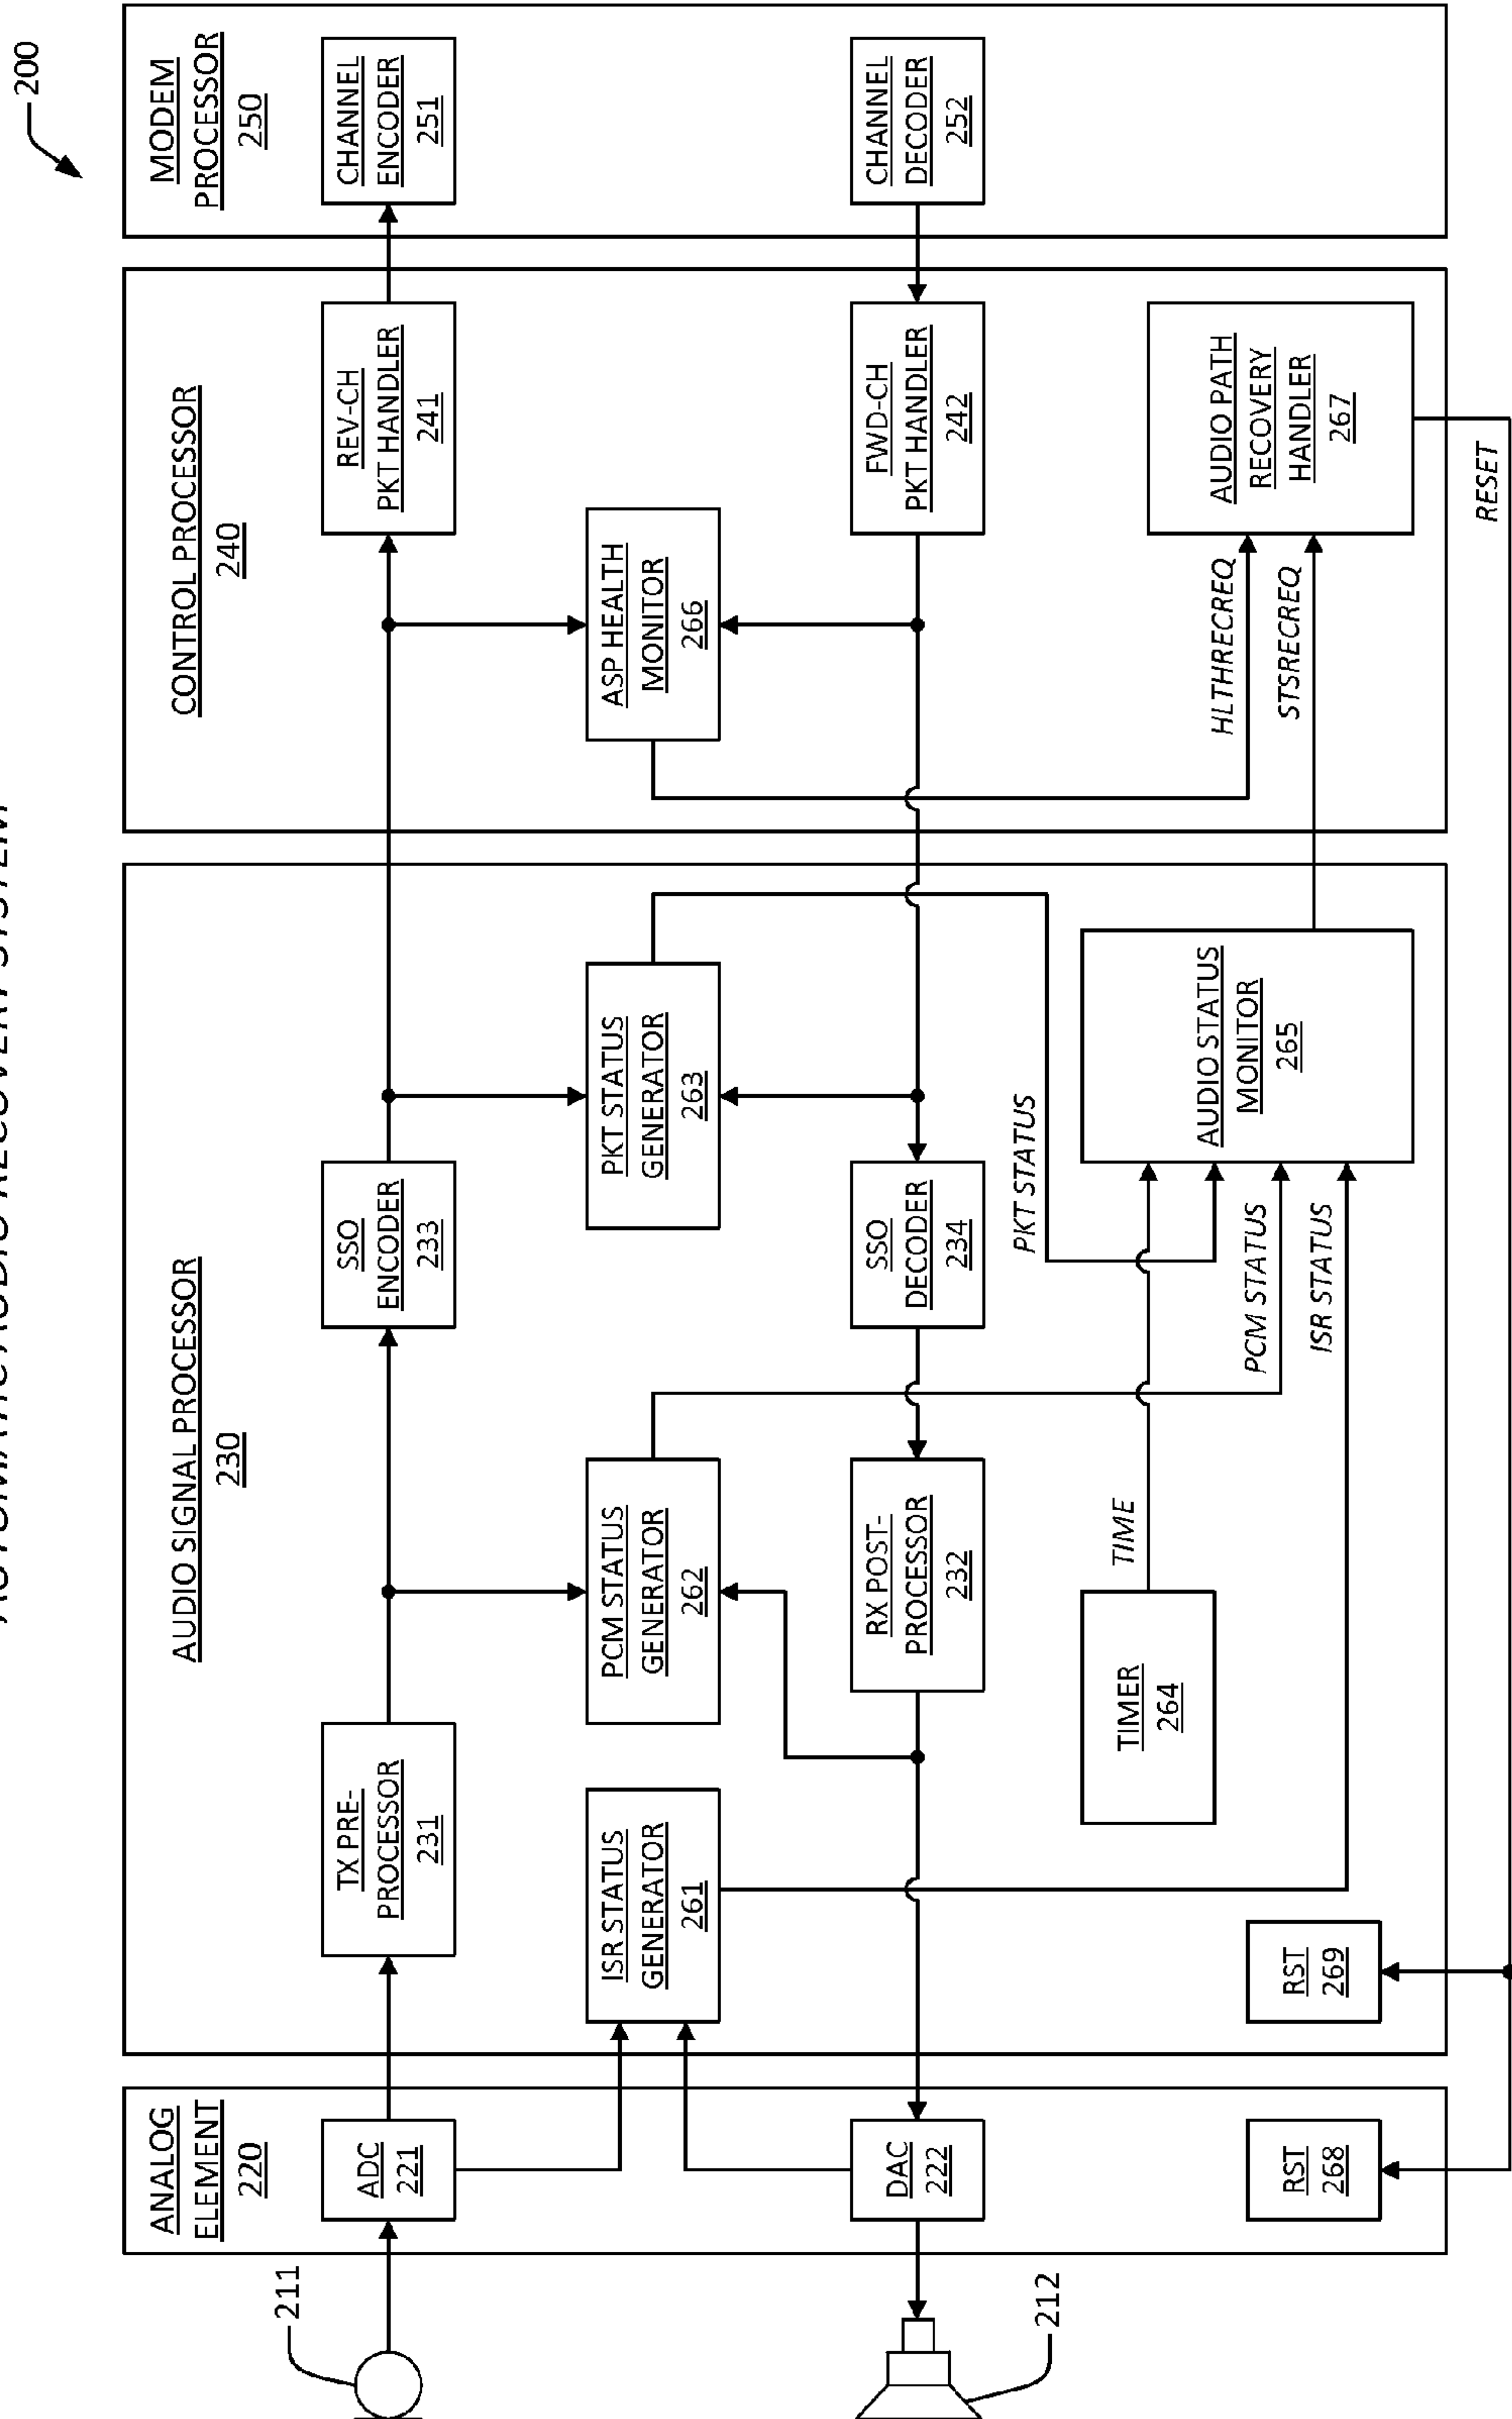 AUTOMATIC AUDIO RECOVERY SYSTEM
200
ANALOG
ELEMENT
220
AUDIO SIGNAL PROCESSOR
230
CONTROL PROCESSOR
240
MODEM
PROCESSOR
250
211
ADC
221
TX PRE-
PROCESSOR
231
SSO
ENCODER
233
REV-CH
PKT HANDLER
241
CHANNEL
ENCODER
251
ISR STATUS
GENERATOR
261
PCM STATUS
GENERATOR
262
PKT STATUS
GENERATOR
263
ASP HEALTH
MONITOR
266
DAC
222
RX POST-
PROCESSOR
232
SSO
DECODER
234
FWD-CH
PKT HANDLER
242
CHANNEL
DECODER
252
212
PKT STATUS
TIMER
264
TIME
PCM STATUS
ISR STATUS
AUDIO STATUS
MONITOR
265
HLTHRECREQ
STSRECREQ
AUDIO PATH
RECOVERY
HANDLER
267
RST
268
RST
269
RESET